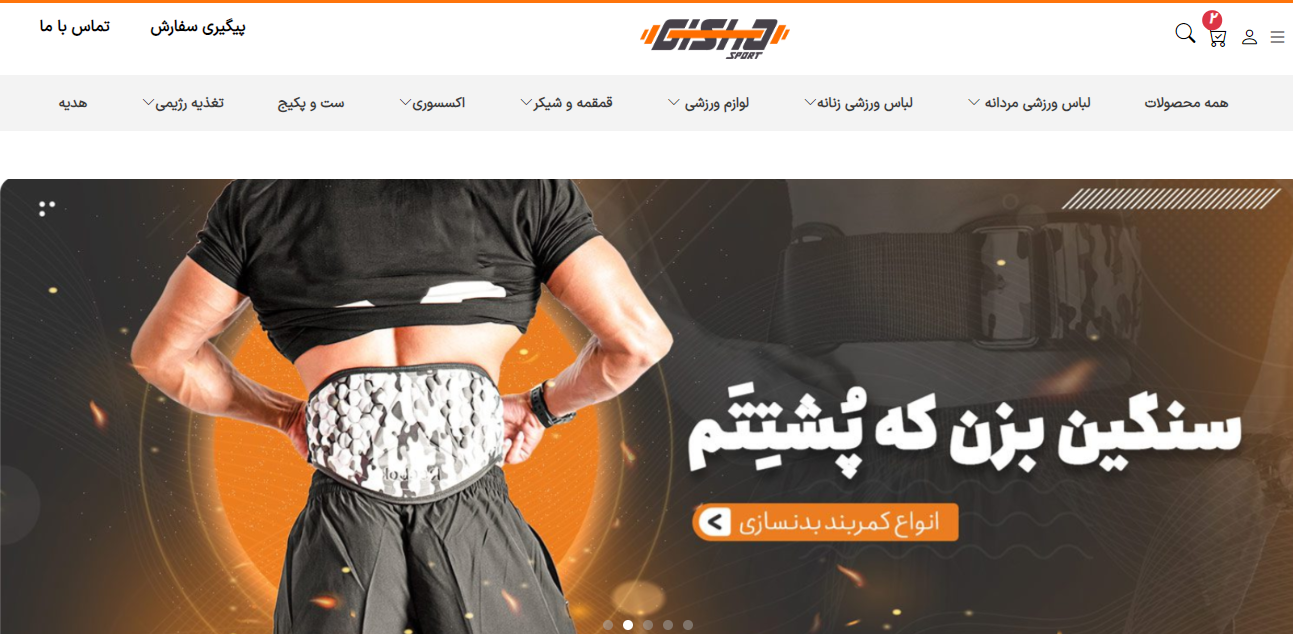 ۲
GISHA
SPORT
پیگیری سفارش
تماس با ما
همه محصولات
لباس ورزشی مردانه
لباس ورزشی زنانه
لوازم ورزشی
قمقمه و شیکر
اکسسوری
ست و پکیج
تغذیه رژیمی
هدیه
سنگین بزن که پُشتِتَم
انواع کمربند بدنسازی